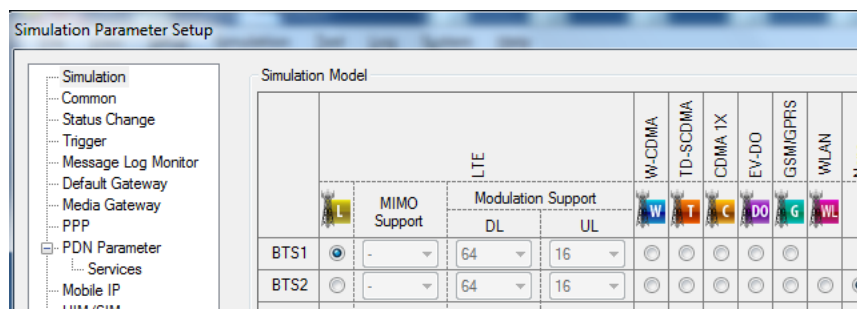 Simulation Parameter Setup
Simulation
Common
Status Change
Trigger
Message Log Monitor
Default Gateway
Media Gateway
PPP
PDN Parameter
Services
Mobile IP
Simulation Model
LTE
W-CDMA
TD-SCDMA
CDMA 1X
EV-DO
GSM/GPRS
WLAN
L
MIMO Support
Modulation Support
DL
UL
W
T
C
DO
G
WL
BTS1 - 64 16
BTS2 - 64 16